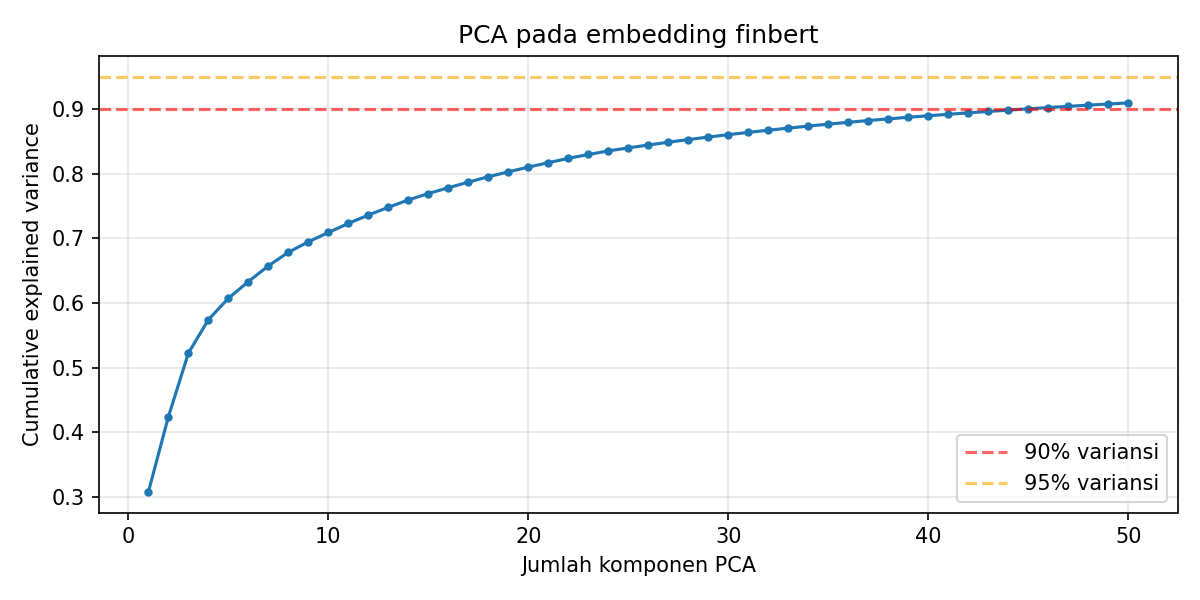 PCA pada embedding finbert
Cumulative explained variance
0.9
0.8
0.7
0.6
0.5
0.4
0.3
90% variansi
95% variansi
0 10 20 30 40 50
Jumlah komponen PCA